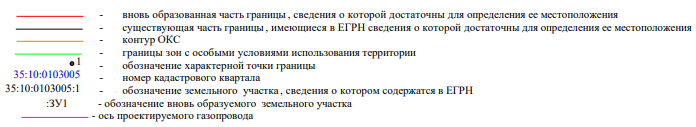 - вновь образованная часть границы, сведения о которой достаточны для определения ее местоположения
- существующая часть границы, имеющиеся в ЕГРН сведения о которой достаточны для определения ее местоположения
- контур ОКС
- границы зон с особыми условиями использования территории
1 - обозначение характерной точки границы
35:10:0103005 - номер кадастрового квартала
35:10:0103005:1 - обозначение земельного участка, сведения о котором содержатся в ЕГРН
:ЗУ1 - обозначение вновь образуемого земельного участка
- ось проектируемого газопровода